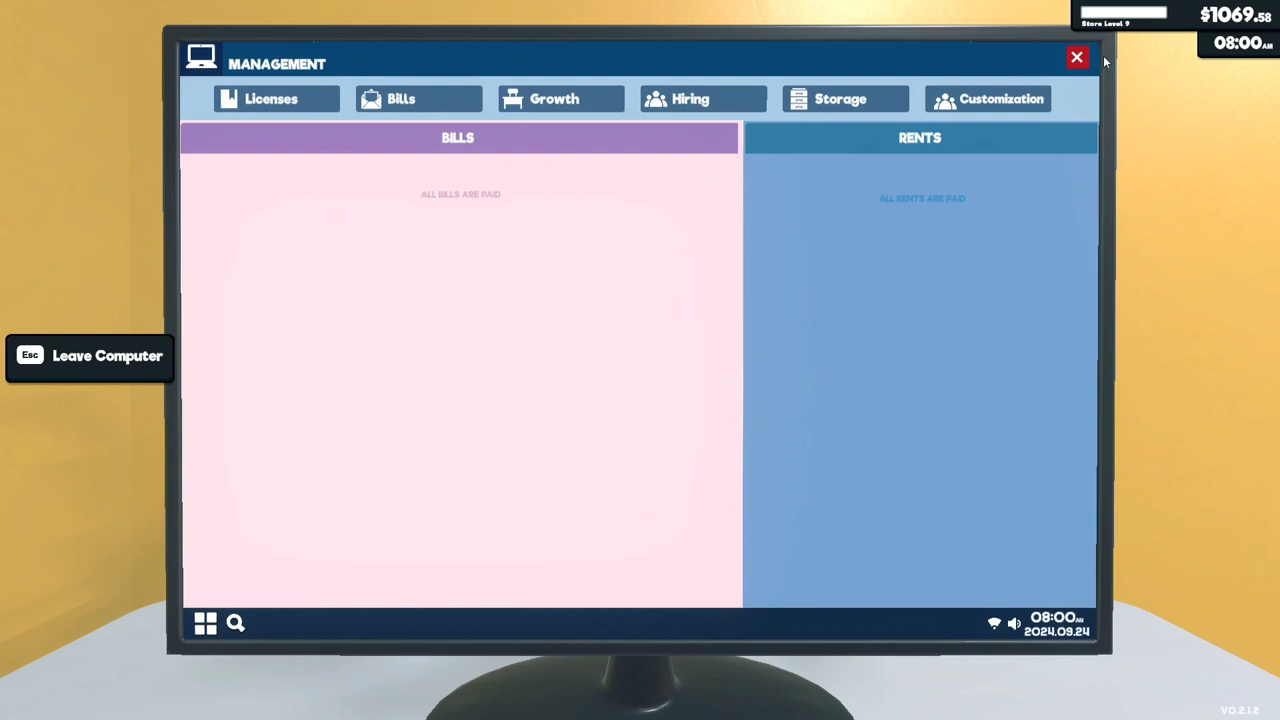 $1069.58
Store Level 9
08:00AM
MANAGEMENT
Licenses
Bills
Growth
Hiring
Storage
Customization
BILLS
RENTS
ALL BILLS ARE PAID
ALL RENTS ARE PAID
Esc Leave Computer
08:00AM
2024.09.24
V0.2.1.2